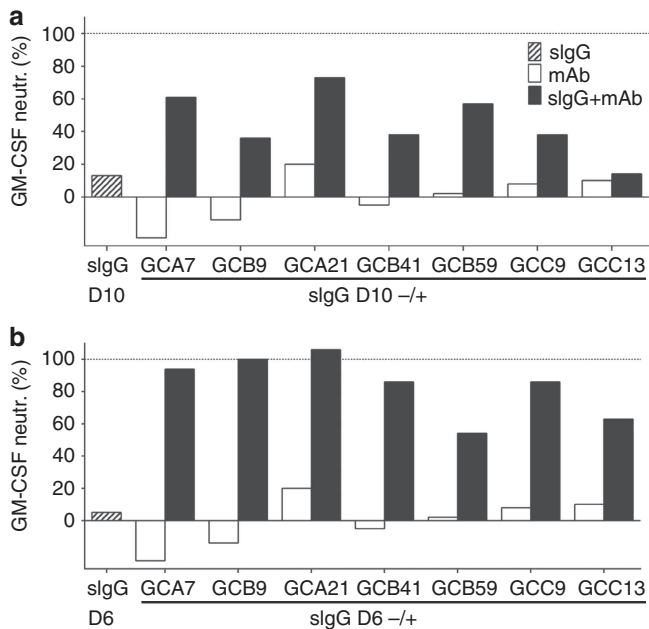 a
GM-CSF neutr. (%)
100
80
60
40
20
0
sIgG
mAb
sIgG+mAb
sIgG GCA7 GCB9 GCA21 GCB41 GCB59 GCC9 GCC13
D10 sIgG D10 –/+
b
GM-CSF neutr. (%)
100
80
60
40
20
0
sIgG GCA7 GCB9 GCA21 GCB41 GCB59 GCC9 GCC13
D6 sIgG D6 –/+